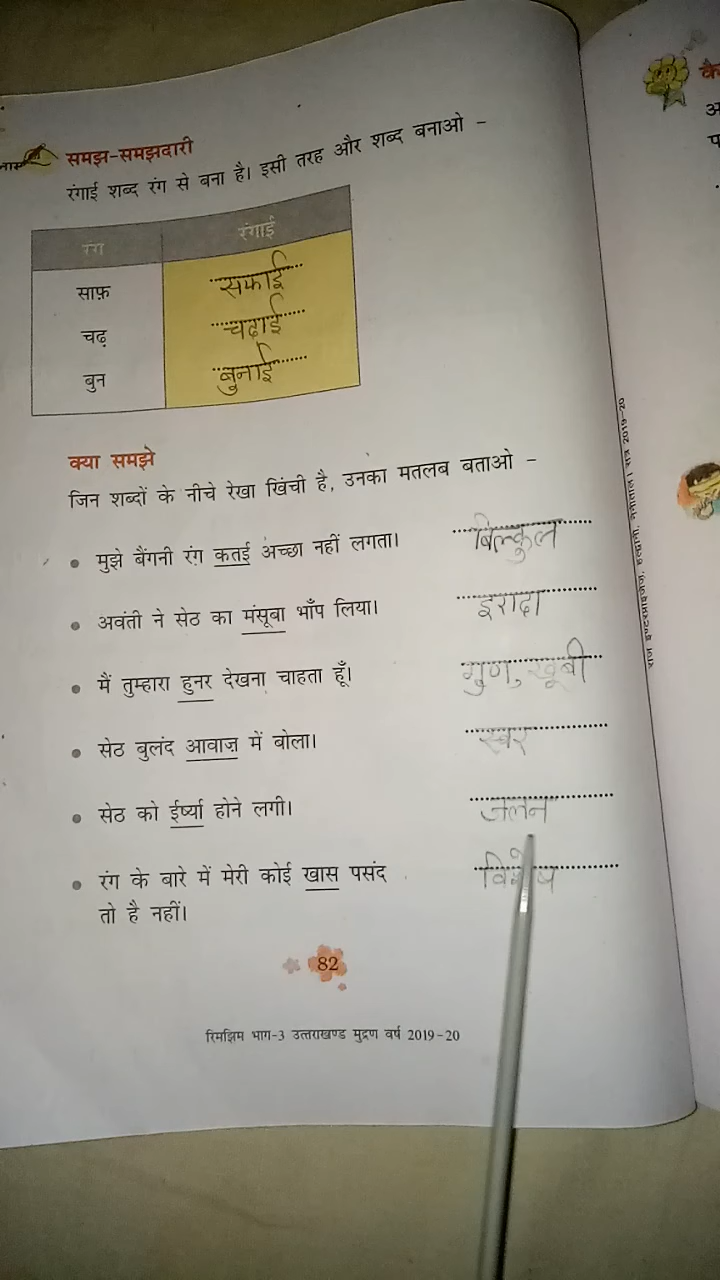 समझ-समझदारी
रंगाई शब्द रंग से बना है। इसी तरह और शब्द बनाओ –
रंग रंगाई
साफ़ सफाई
चढ़ चढ़ाई
बुन बुनाई
क्या समझे
जिन शब्दों के नीचे रेखा खिंची है, उनका मतलब बताओ –
• मुझे बैंगनी रंग कतई अच्छा नहीं लगता। बिल्कुल
• अवंती ने सेठ का मंसूबा भाँप लिया। इरादा
• मैं तुम्हारा हुनर देखना चाहता हूँ। गुण, खूबी
• सेठ बुलंद आवाज़ में बोला। स्वर
• सेठ को ईर्ष्या होने लगी। जलन
• रंग के बारे में मेरी कोई खास पसंद विशेष
तो है नहीं।
82
रिमझिम भाग-3 उत्तराखण्ड मुद्रण वर्ष 2019-20